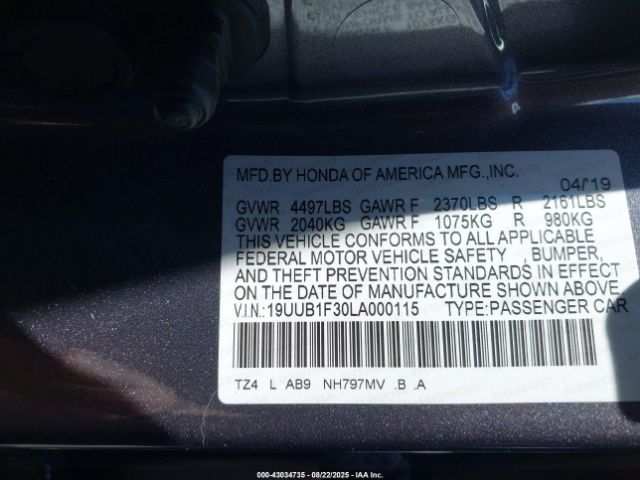 MFD.BY HONDA OF AMERICA MFG.,INC.
04/'19
GVWR 4497LBS GAWR F 2370LBS R 2161LBS
GVWR 2040KG GAWR F 1075KG R 980KG
THIS VEHICLE CONFORMS TO ALL APPLICABLE
FEDERAL MOTOR VEHICLE SAFETY , BUMPER,
AND THEFT PREVENTION STANDARDS IN EFFECT
ON THE DATE OF MANUFACTURE SHOWN ABOVE.
V.I.N.:19UUB1F30LA000115 TYPE:PASSENGER CAR
TZ4 L AB9 NH797MV .B .A
000-43034735 - 08/22/2025 - IAA Inc.